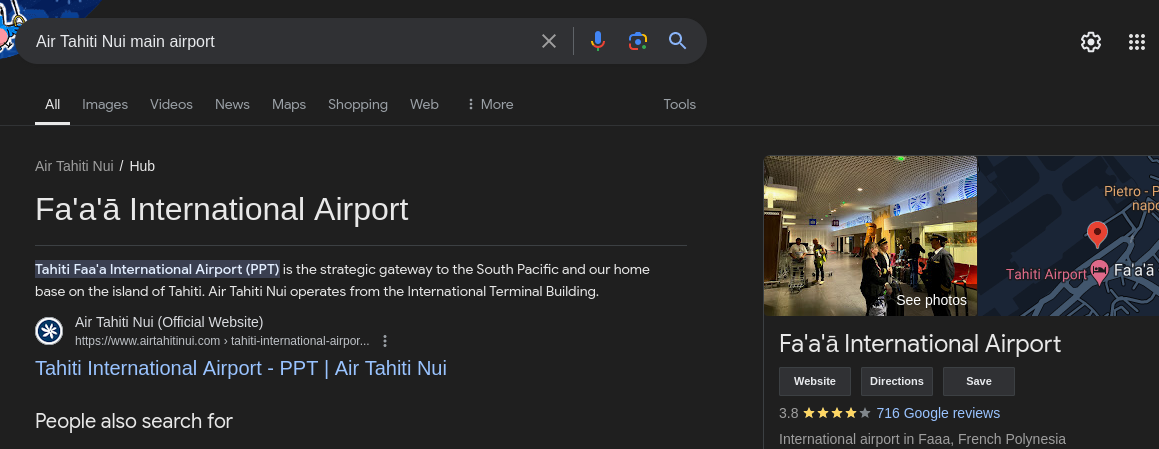 Air Tahiti Nui main airport
All Images Videos News Maps Shopping Web More Tools
Air Tahiti Nui / Hub
Fa'a'ā International Airport
Tahiti Faa'a International Airport (PPT) is the strategic gateway to the South Pacific and our home
base on the island of Tahiti. Air Tahiti Nui operates from the International Terminal Building.
Air Tahiti Nui (Official Website)
https://www.airtahitinui.com › tahiti-international-airpor...
Tahiti International Airport - PPT | Air Tahiti Nui
People also search for
See photos
Pietro - P
napo
Tahiti Airport
Fa'a'ā
Fa'a'ā International Airport
Website Directions Save
3.8 716 Google reviews
International airport in Faaa, French Polynesia